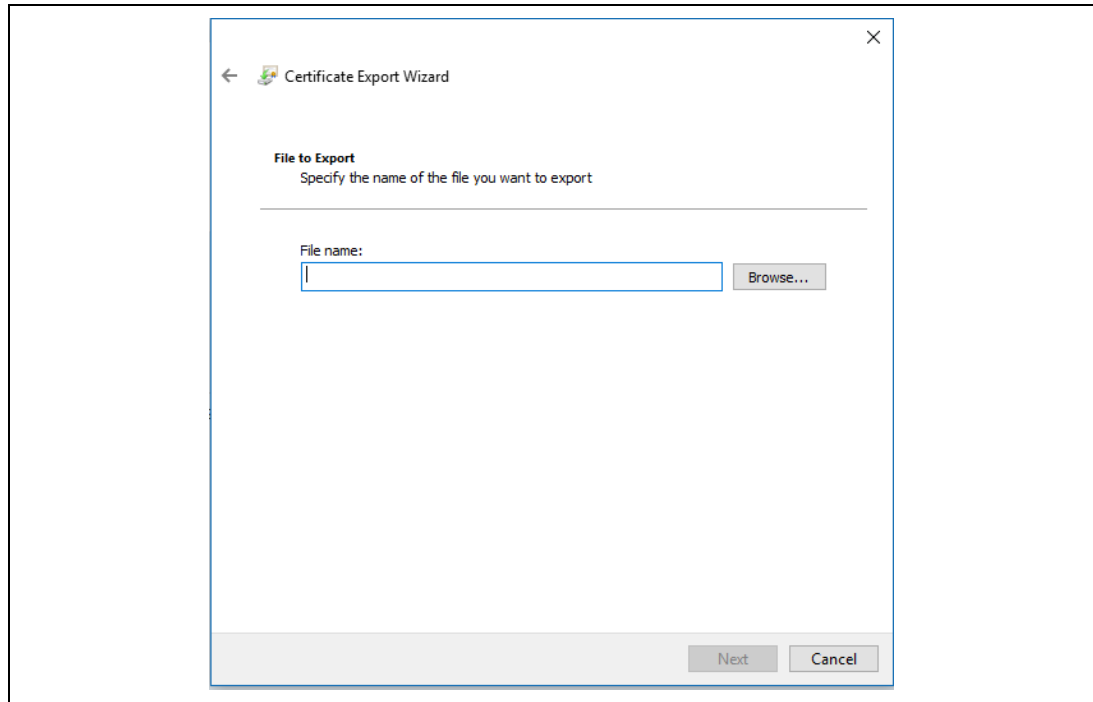 Certificate Export Wizard
File to Export
Specify the name of the file you want to export
File name:
Browse...
Next
Cancel